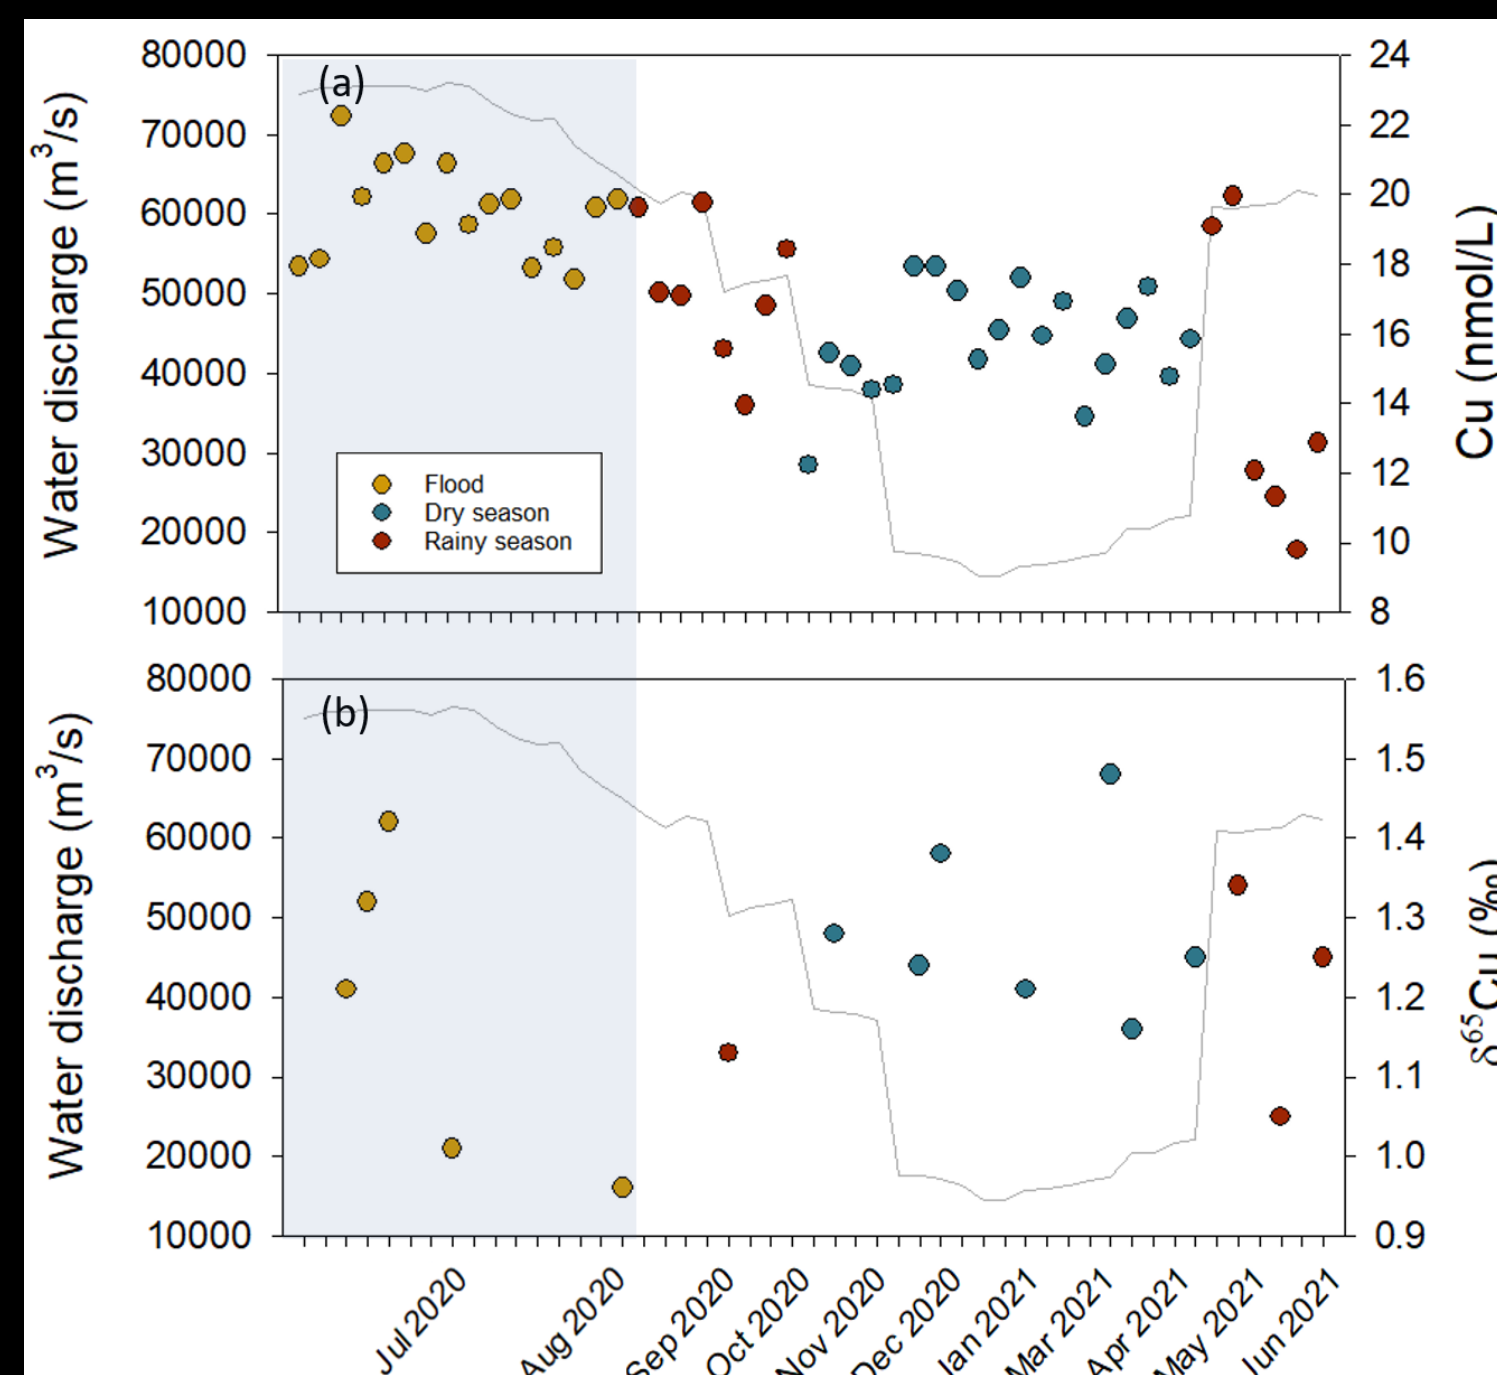 (a)
80000
70000
60000
50000
40000
30000
20000
10000
Water discharge (m³/s)
24
22
20
18
16
14
12
10
8
Cu (nmol/L)
Flood
Dry season
Rainy season
(b)
80000
70000
60000
50000
40000
30000
20000
10000
Water discharge (m³/s)
1.6
1.5
1.4
1.3
1.2
1.1
1.0
0.9
δ⁶⁵Cu (‰)
Jul 2020
Aug 2020
Sep 2020
Oct 2020
Nov 2020
Dec 2020
Jan 2021
Mar 2021
Apr 2021
May 2021
Jun 2021